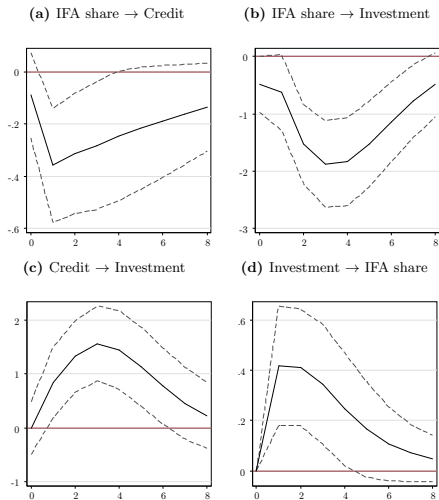 (a) IFA share → Credit
(b) IFA share → Investment
0
-.2
-.4
-.6
0 2 4 6 8
0
-1
-2
-3
0 2 4 6 8
(c) Credit → Investment
(d) Investment → IFA share
2
1
0
-1
0 2 4 6 8
.6
.4
.2
0
0 2 4 6 8